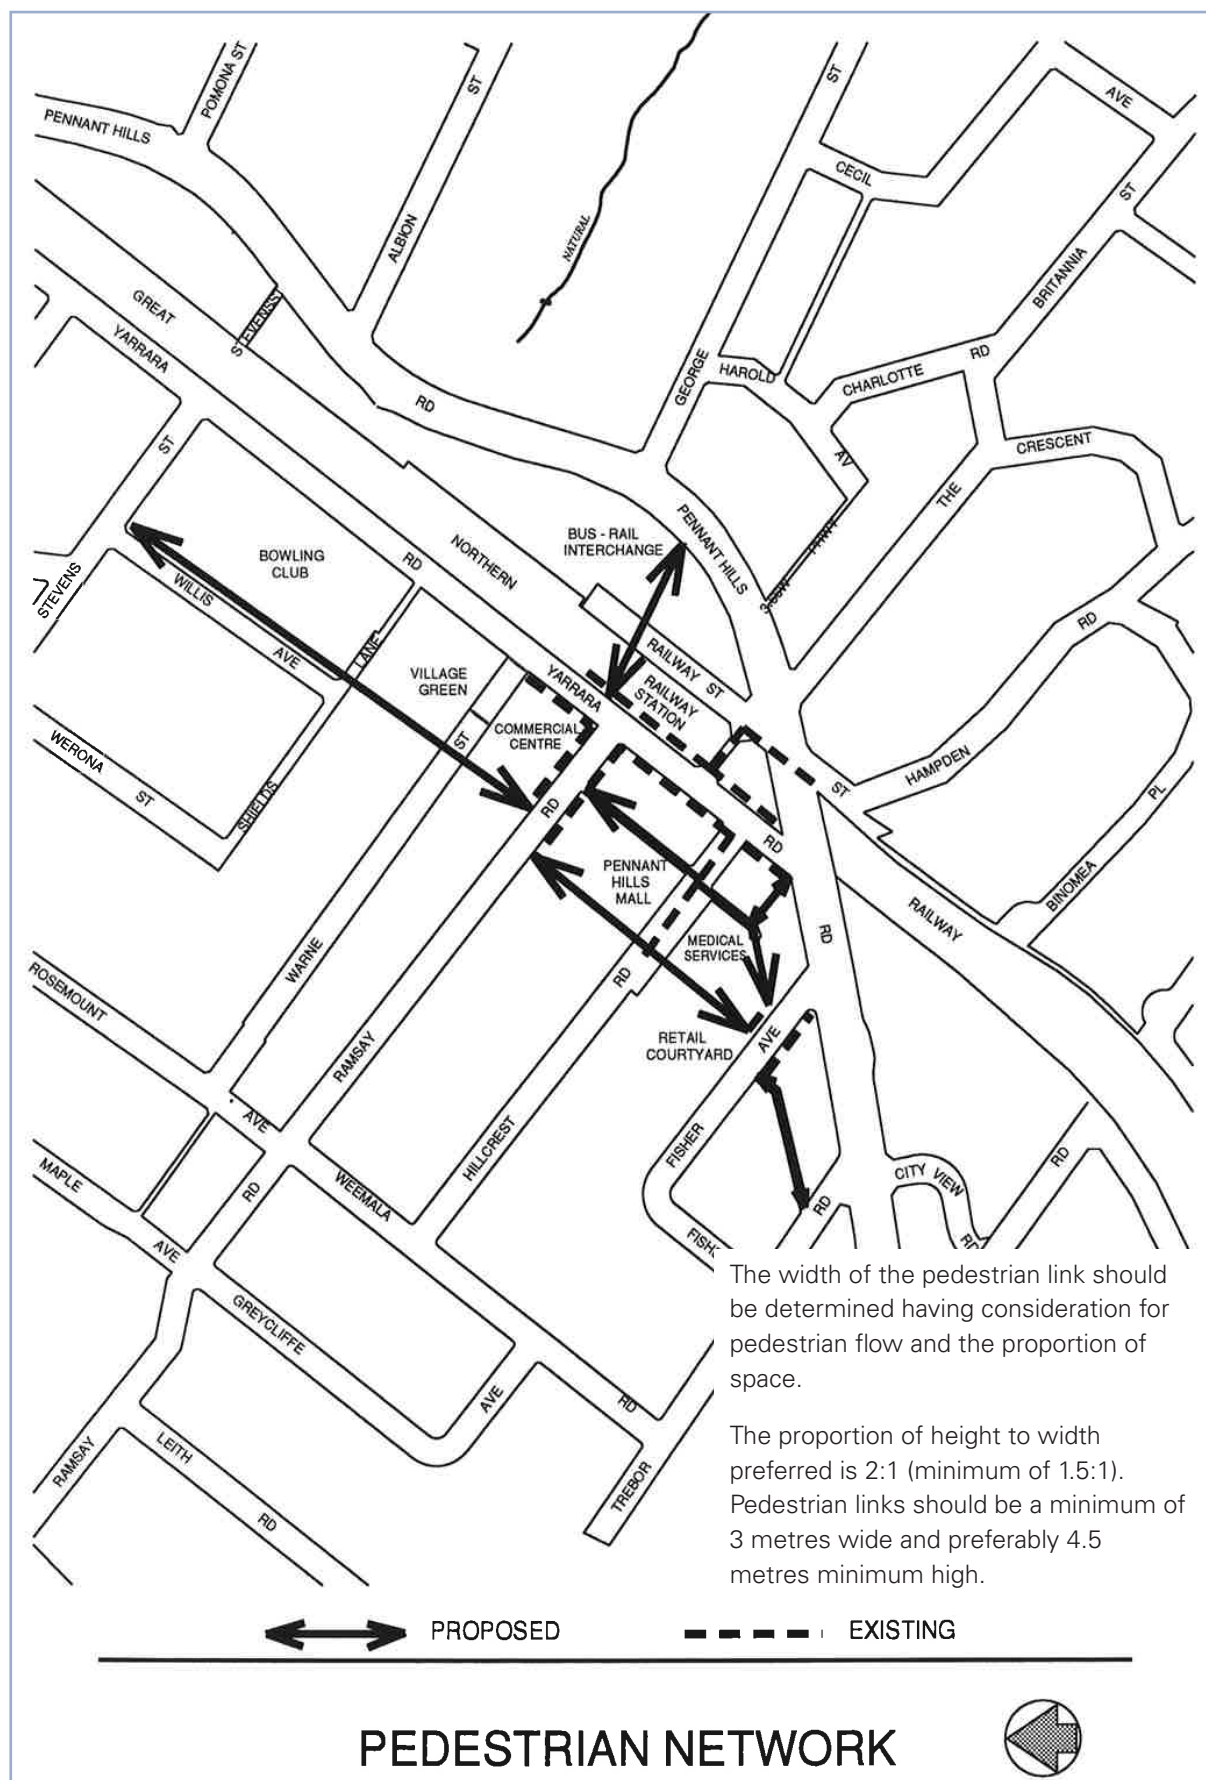 POMONA ST
PENNANT HILLS
ST
ALBION
NATURAL
ST
AVE
CECIL
ST
BRITANNIA
GREAT
STEVENSS
YARRARA
RD
GEORGE
HAROLD
CHARLOTTE
RD
AV
THE
CRESCENT
ST
BOWLING
CLUB
RD
NORTHERN
BUS - RAIL
INTERCHANGE
PENNANT HILLS
STEVENS
WILLIS
AVE
LANE
VILLAGE
GREEN
YARRARA
RAILWAY ST
RAILWAY
STATION
RD
WERONA
ST
SHIELDS
ST
COMMERCIAL
CENTRE
RD
ST
HAMPDEN
PL
BINOMEA
PENNANT
HILLS
MALL
RD
RD
RAILWAY
MEDICAL
SERVICES
RD
RETAIL
COURTYARD
AVE
ROSEMOUNT
WARNE
RAMSAY
AVE
HILLCREST
FISHER
MAPLE
AVE
RD
WEEMALA
RD
CITY VIEW
RD
RD
GREYCLIFFE
AVE
RD
TREBOR
RAMSAY
LEITH
RD
The width of the pedestrian link should
be determined having consideration for
pedestrian flow and the proportion of
space.
The proportion of height to width
preferred is 2:1 (minimum of 1.5:1).
Pedestrian links should be a minimum of
3 metres wide and preferably 4.5
metres minimum high.
PROPOSED
EXISTING
PEDESTRIAN NETWORK